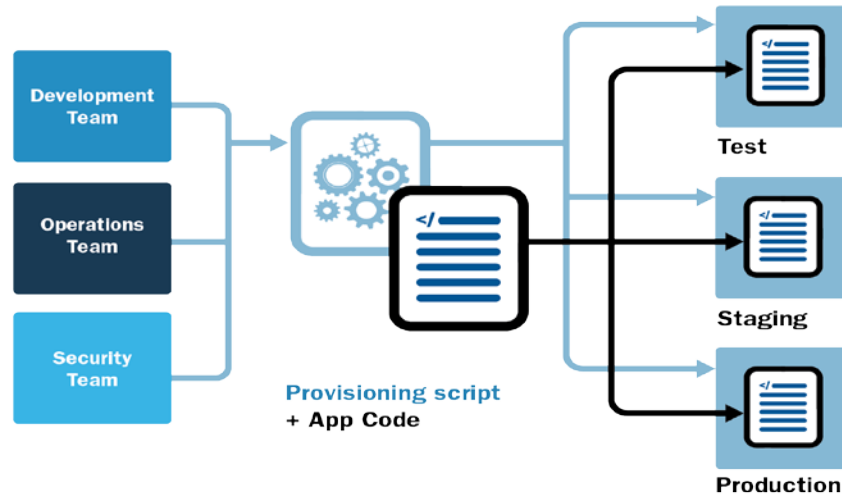 Development
Team
Operations
Team
Security
Team
</>
Provisioning script
+ App Code
</>
Test
</>
Staging
</>
Production